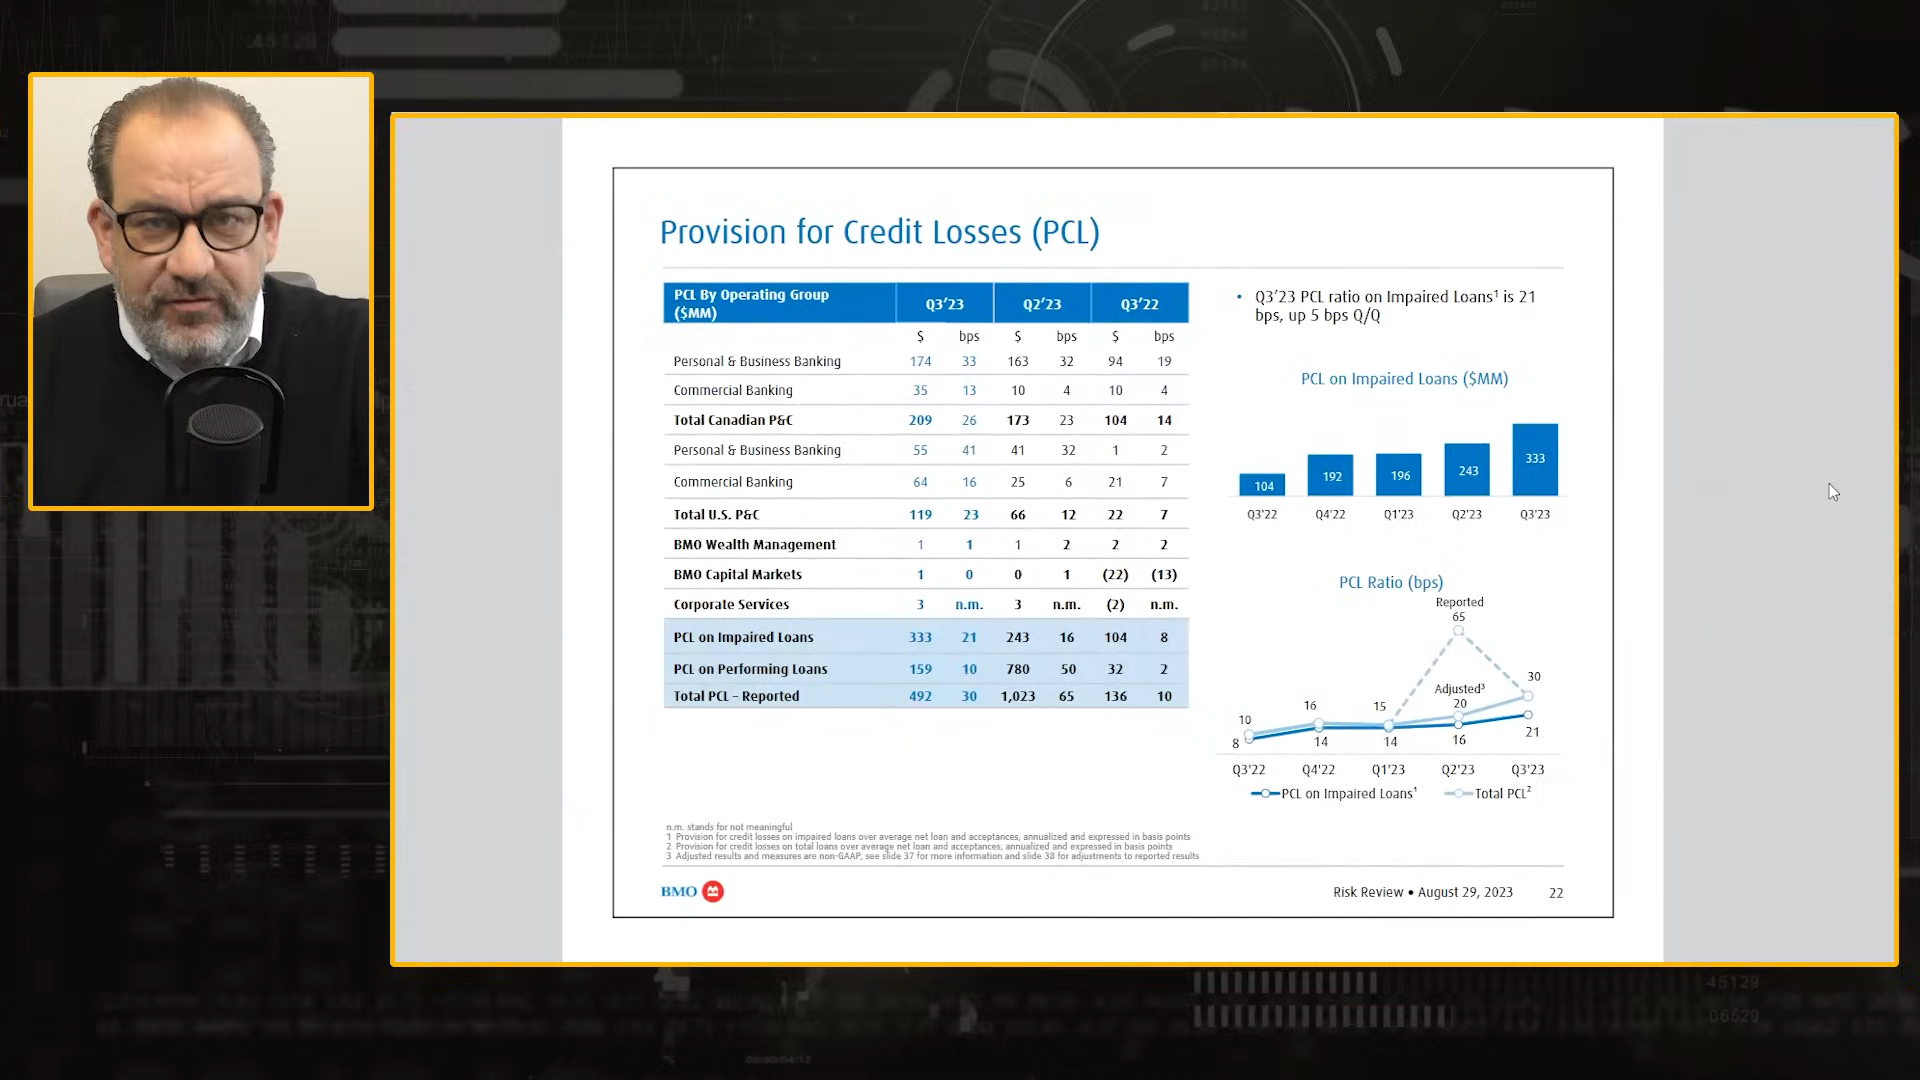 Provision for Credit Losses (PCL)
PCL By Operating Group
($MM)
Q3'23 Q2'23 Q3'22
$ bps $ bps $ bps
Personal & Business Banking 174 33 163 32 94 19
Commercial Banking 35 13 10 4 10 4
Total Canadian P&C 209 26 173 23 104 14
Personal & Business Banking 55 41 41 32 1 2
Commercial Banking 64 16 25 6 21 7
Total U.S. P&C 119 23 66 12 22 7
BMO Wealth Management 1 1 1 2 2 2
BMO Capital Markets 1 0 0 1 (22) (13)
Corporate Services 3 n.m. 3 n.m. (2) n.m.
PCL on Impaired Loans 333 21 243 16 104 8
PCL on Performing Loans 159 10 780 50 32 2
Total PCL – Reported 492 30 1,023 65 136 10
• Q3'23 PCL ratio on Impaired Loans¹ is 21
bps, up 5 bps Q/Q
PCL on Impaired Loans ($MM)
104 192 196 243 333
Q3'22 Q4'22 Q1'23 Q2'23 Q3'23
PCL Ratio (bps)
Reported
65
30
Adjusted³
10 16 15 20
8 14 14 16 21
Q3'22 Q4'22 Q1'23 Q2'23 Q3'23
PCL on Impaired Loans¹ Total PCL²
n.m. stands for not meaningful
1 Provision for credit losses on impaired loans over average net loan and acceptances, annualized and expressed in basis points
2 Provision for credit losses on total loans over average net loan and acceptances, annualized and expressed in basis points
3 Adjusted results and measures are non-GAAP, see slide 37 for more information and slide 38 for adjustments to reported results
BMO
Risk Review • August 29, 2023 22
45129
06529